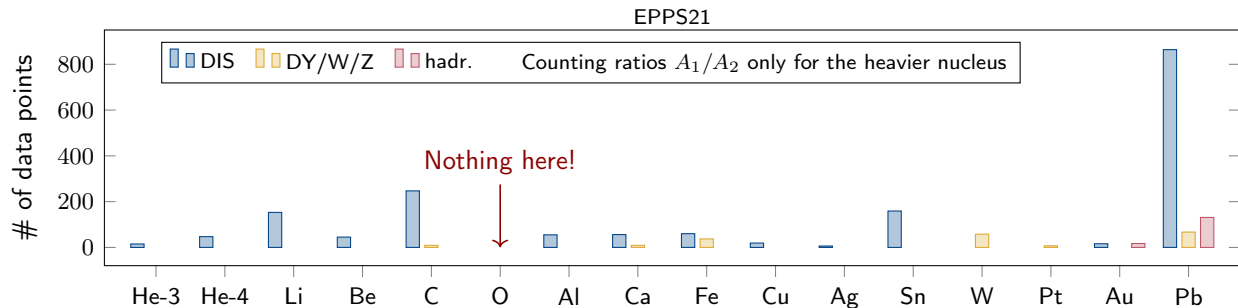 EPPS21
DIS DY/W/Z hadr. Counting ratios A₁/A₂ only for the heavier nucleus
# of data points
800
600
400
200
0
Nothing here!
He-3 He-4 Li Be C O Al Ca Fe Cu Ag Sn W Pt Au Pb